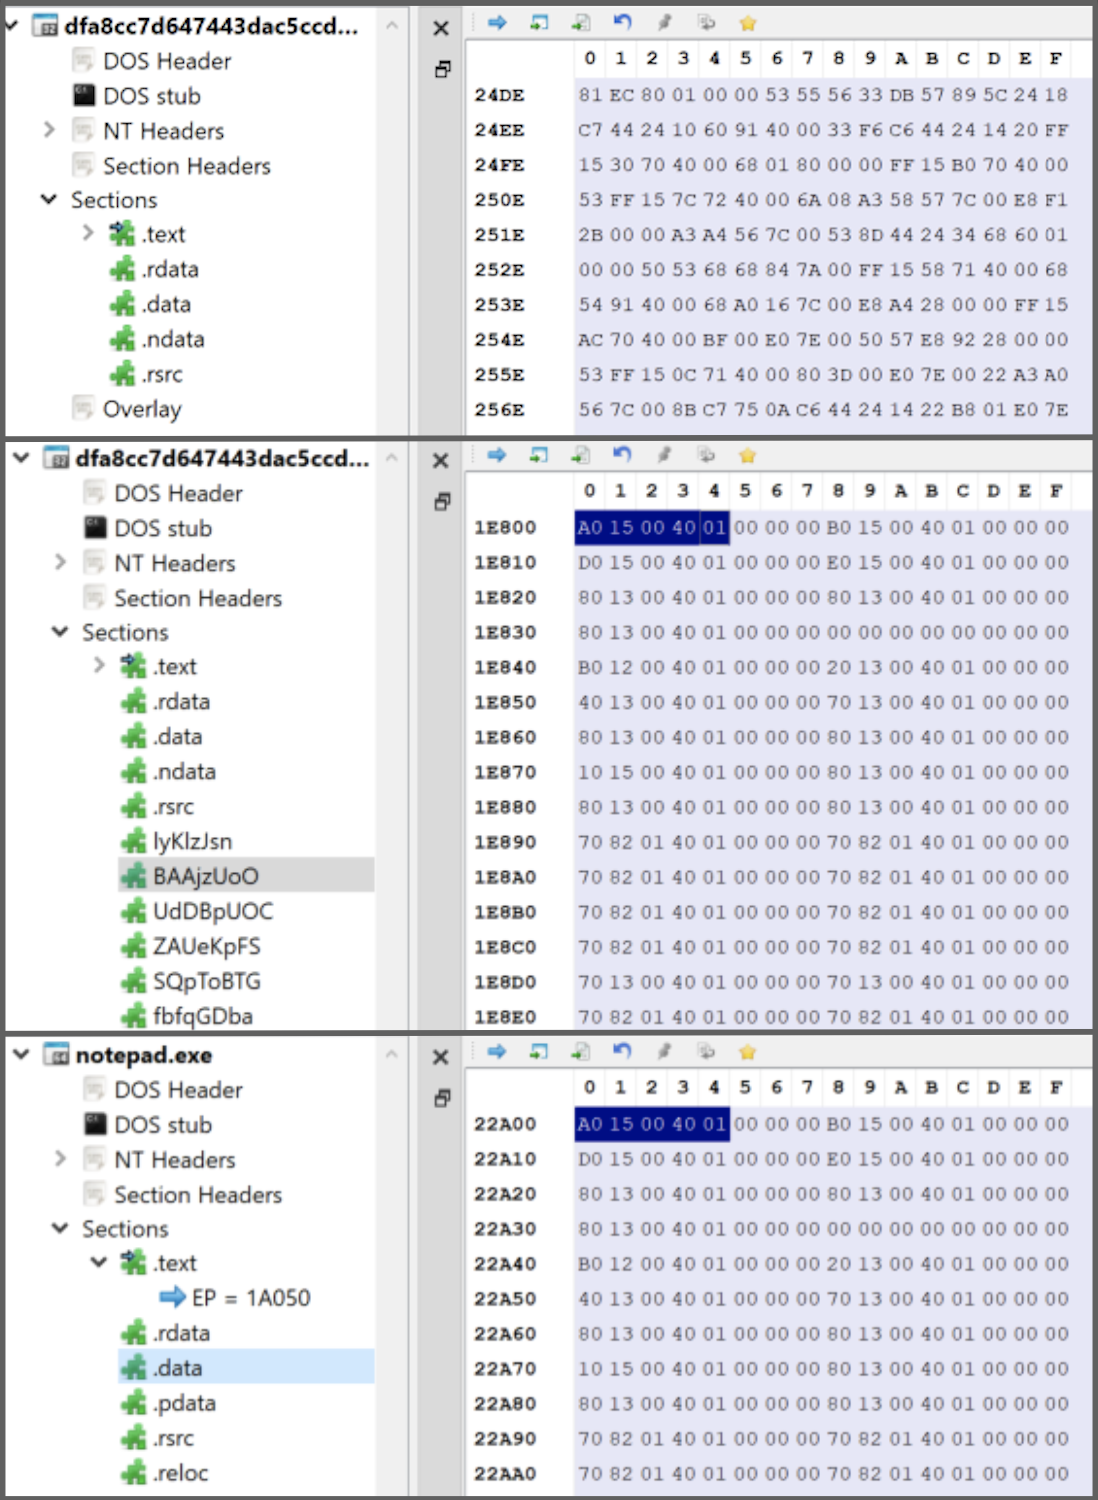 dfa8cc7d647443dac5ccd...
DOS Header
DOS stub
NT Headers
Section Headers
Sections
.text
.rdata
.data
.ndata
.rsrc
Overlay
0 1 2 3 4 5 6 7 8 9 A B C D E F
24DE 81 EC 80 01 00 00 53 55 56 33 DB 57 89 5C 24 18
24EE C7 44 24 10 60 91 40 00 33 F6 C6 44 24 14 20 FF
24FE 15 30 70 40 00 68 01 80 00 00 FF 15 B0 70 40 00
250E 53 FF 15 7C 72 40 00 6A 08 A3 58 57 7C 00 E8 F1
251E 2B 00 00 A3 A4 56 7C 00 53 8D 44 24 34 68 60 01
252E 00 00 50 53 68 68 84 7A 00 FF 15 58 71 40 00 68
253E 54 91 40 00 68 A0 16 7C 00 E8 A4 28 00 00 FF 15
254E AC 70 40 00 BF 00 E0 7E 00 50 57 E8 92 28 00 00
255E 53 FF 15 0C 71 40 00 80 3D 00 E0 7E 00 22 A3 A0
256E 56 7C 00 8B C7 75 0A C6 44 24 14 22 B8 01 E0 7E
dfa8cc7d647443dac5ccd...
DOS Header
DOS stub
NT Headers
Section Headers
Sections
.text
.rdata
.data
.ndata
.rsrc
lyKlzJsn
BAAjzUoO
UdDBpUOC
ZAUeKpFS
SQpToBTG
fbfqGDba
0 1 2 3 4 5 6 7 8 9 A B C D E F
1E800 A0 15 00 40 01 00 00 00 B0 15 00 40 01 00 00 00
1E810 D0 15 00 40 01 00 00 00 E0 15 00 40 01 00 00 00
1E820 80 13 00 40 01 00 00 00 80 13 00 40 01 00 00 00
1E830 80 13 00 40 01 00 00 00 00 00 00 00 00 00 00 00
1E840 B0 12 00 40 01 00 00 00 20 13 00 40 01 00 00 00
1E850 40 13 00 40 01 00 00 00 70 13 00 40 01 00 00 00
1E860 80 13 00 40 01 00 00 00 80 13 00 40 01 00 00 00
1E870 10 15 00 40 01 00 00 00 80 13 00 40 01 00 00 00
1E880 80 13 00 40 01 00 00 00 80 13 00 40 01 00 00 00
1E890 70 82 01 40 01 00 00 00 70 82 01 40 01 00 00 00
1E8A0 70 82 01 40 01 00 00 00 70 82 01 40 01 00 00 00
1E8B0 70 82 01 40 01 00 00 00 70 82 01 40 01 00 00 00
1E8C0 70 82 01 40 01 00 00 00 70 82 01 40 01 00 00 00
1E8D0 70 13 00 40 01 00 00 00 70 13 00 40 01 00 00 00
1E8E0 70 82 01 40 01 00 00 00 70 82 01 40 01 00 00 00
notepad.exe
DOS Header
DOS stub
NT Headers
Section Headers
Sections
.text
EP = 1A050
.rdata
.data
.pdata
.rsrc
.reloc
0 1 2 3 4 5 6 7 8 9 A B C D E F
22A00 A0 15 00 40 01 00 00 00 B0 15 00 40 01 00 00 00
22A10 D0 15 00 40 01 00 00 00 E0 15 00 40 01 00 00 00
22A20 80 13 00 40 01 00 00 00 80 13 00 40 01 00 00 00
22A30 80 13 00 40 01 00 00 00 00 00 00 00 00 00 00 00
22A40 B0 12 00 40 01 00 00 00 20 13 00 40 01 00 00 00
22A50 40 13 00 40 01 00 00 00 70 13 00 40 01 00 00 00
22A60 80 13 00 40 01 00 00 00 80 13 00 40 01 00 00 00
22A70 10 15 00 40 01 00 00 00 80 13 00 40 01 00 00 00
22A80 80 13 00 40 01 00 00 00 80 13 00 40 01 00 00 00
22A90 70 82 01 40 01 00 00 00 70 82 01 40 01 00 00 00
22AA0 70 82 01 40 01 00 00 00 70 82 01 40 01 00 00 00